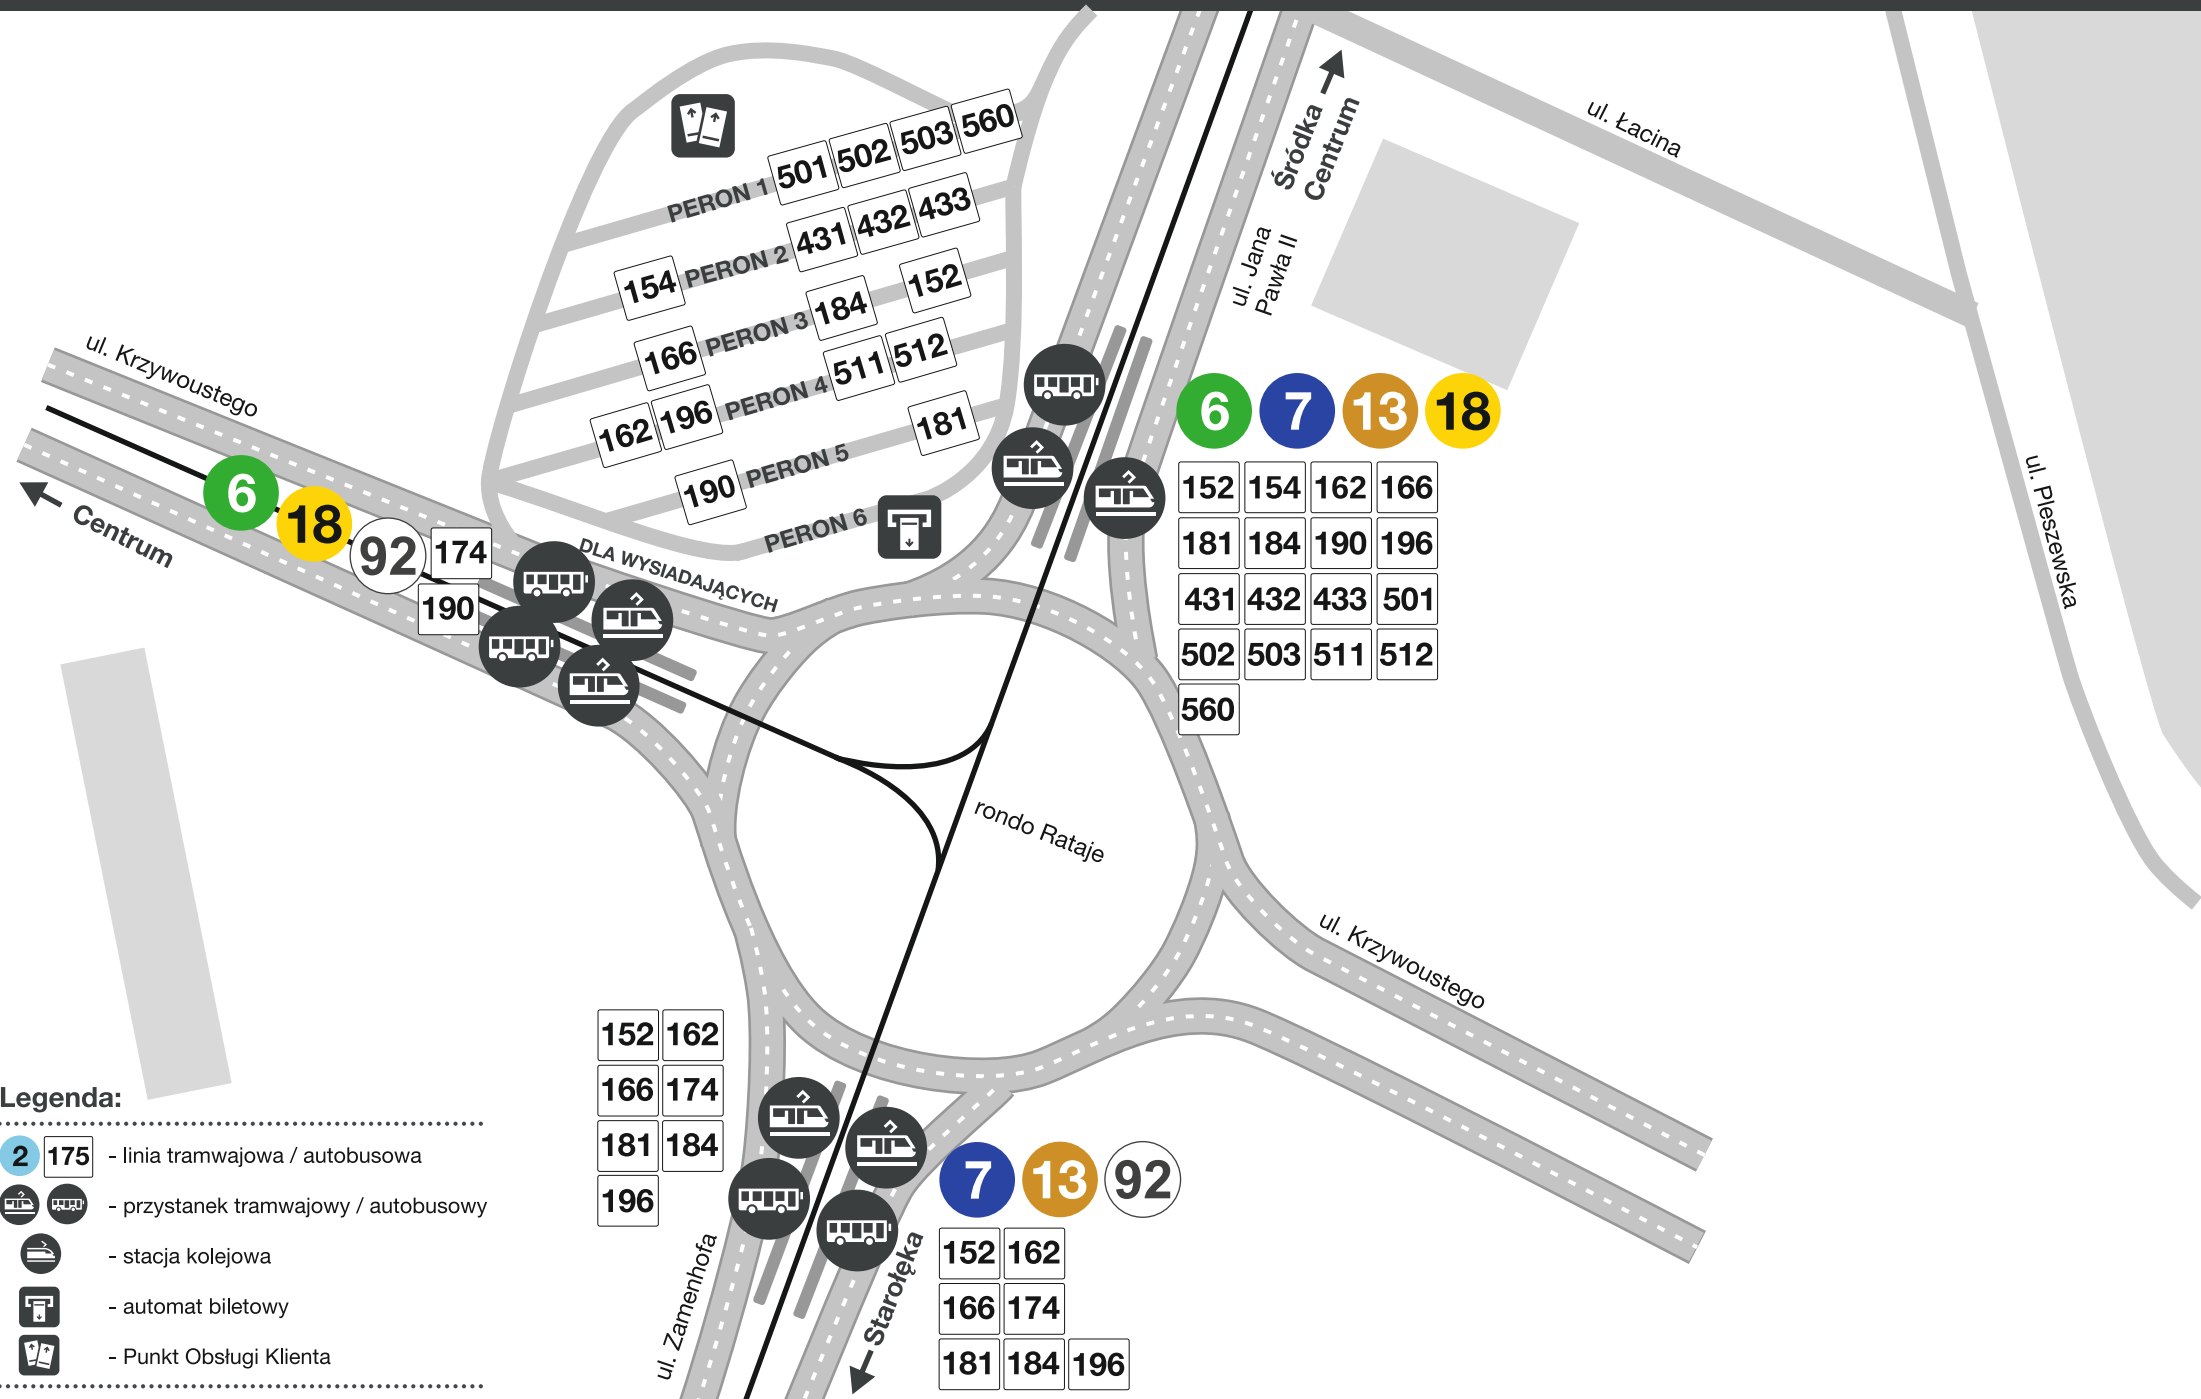 560
503
502
501
PERON 1
433
432
431
PERON 2
154
152
184
PERON 3
166
512
511
PERON 4
196
162
181
PERON 5
190
PERON 6
DLA WYSIADAJĄCYCH
ul. Łacina
Śródka
Centrum
ul. Jana
Pawła II
ul. Pleszewska
6 7 13 18
152 154 162 166
181 184 190 196
431 432 433 501
502 503 511 512
560
ul. Krzywoustego
Centrum
6
18
92
174
190
rondo Rataje
ul. Krzywoustego
152 162
166 174
181 184
196
ul. Zamenhofa
Starołęka
7 13 92
152 162
166 174
181 184 196
Legenda:
2 175 - linia tramwajowa / autobusowa
- przystanek tramwajowy / autobusowy
- stacja kolejowa
- automat biletowy
- Punkt Obsługi Klienta